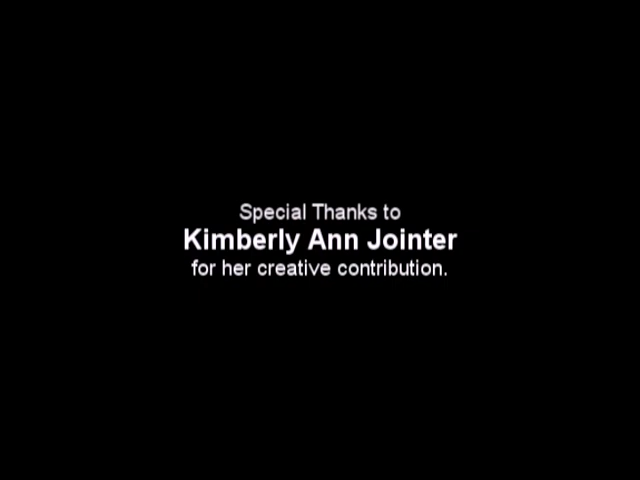 Special Thanks to
Kimberly Ann Jointer
for her creative contribution.